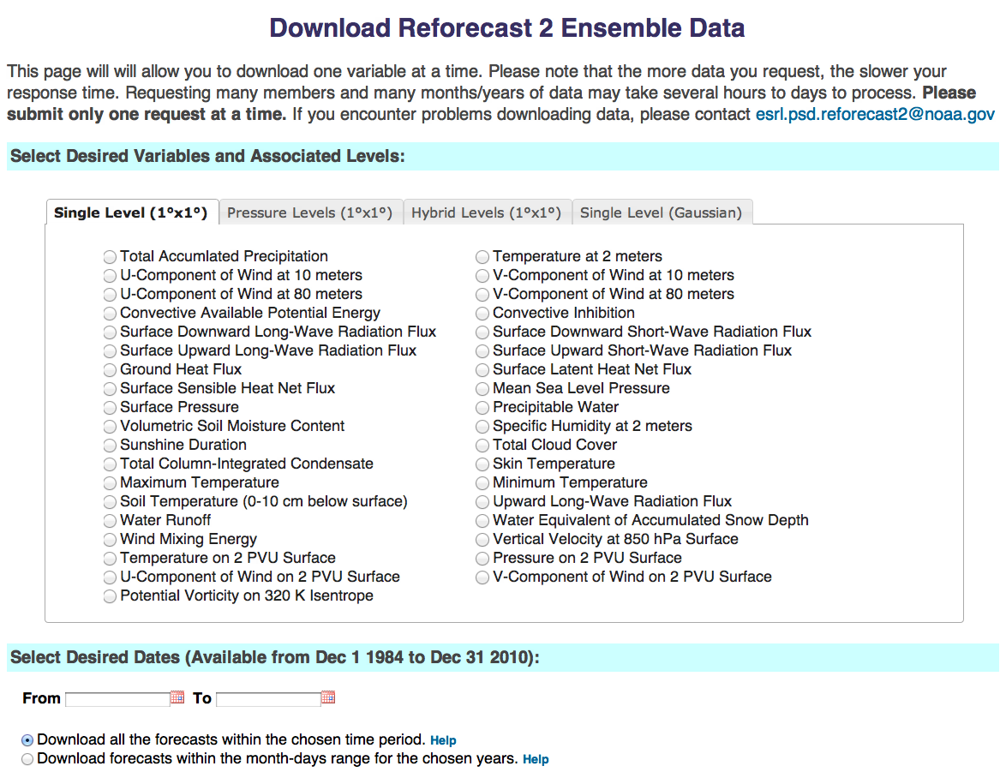 Download Reforecast 2 Ensemble Data
This page will will allow you to download one variable at a time. Please note that the more data you request, the slower your
response time. Requesting many members and many months/years of data may take several hours to days to process. Please
submit only one request at a time. If you encounter problems downloading data, please contact esrl.psd.reforecast2@noaa.gov
Select Desired Variables and Associated Levels:
Single Level (1ºx1º) Pressure Levels (1ºx1º) Hybrid Levels (1ºx1º) Single Level (Gaussian)
Total Accumlated Precipitation Temperature at 2 meters
U-Component of Wind at 10 meters V-Component of Wind at 10 meters
U-Component of Wind at 80 meters V-Component of Wind at 80 meters
Convective Available Potential Energy Convective Inhibition
Surface Downward Long-Wave Radiation Flux Surface Downward Short-Wave Radiation Flux
Surface Upward Long-Wave Radiation Flux Surface Upward Short-Wave Radiation Flux
Ground Heat Flux Surface Latent Heat Net Flux
Surface Sensible Heat Net Flux Mean Sea Level Pressure
Surface Pressure Precipitable Water
Volumetric Soil Moisture Content Specific Humidity at 2 meters
Sunshine Duration Total Cloud Cover
Total Column-Integrated Condensate Skin Temperature
Maximum Temperature Minimum Temperature
Soil Temperature (0-10 cm below surface) Upward Long-Wave Radiation Flux
Water Runoff Water Equivalent of Accumulated Snow Depth
Wind Mixing Energy Vertical Velocity at 850 hPa Surface
Temperature on 2 PVU Surface Pressure on 2 PVU Surface
U-Component of Wind on 2 PVU Surface V-Component of Wind on 2 PVU Surface
Potential Vorticity on 320 K Isentrope
Select Desired Dates (Available from Dec 1 1984 to Dec 31 2010):
From To
Download all the forecasts within the chosen time period. Help
Download forecasts within the month-days range for the chosen years. Help